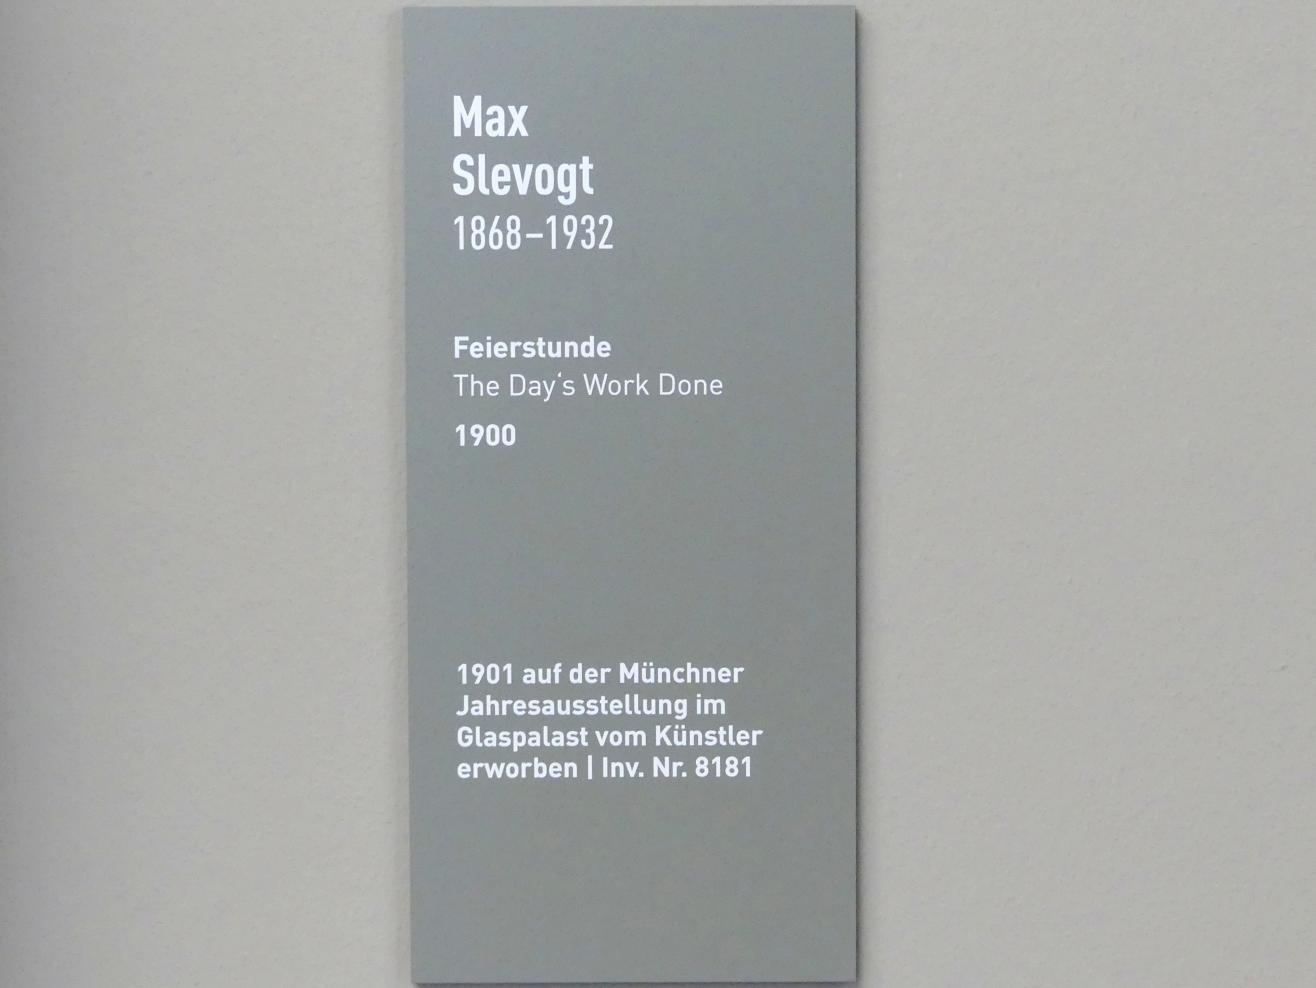 Max
Slevogt
1868–1932
Feierstunde
The Day‘s Work Done
1900
1901 auf der Münchner
Jahresausstellung im
Glaspalast vom Künstler
erworben | Inv. Nr. 8181